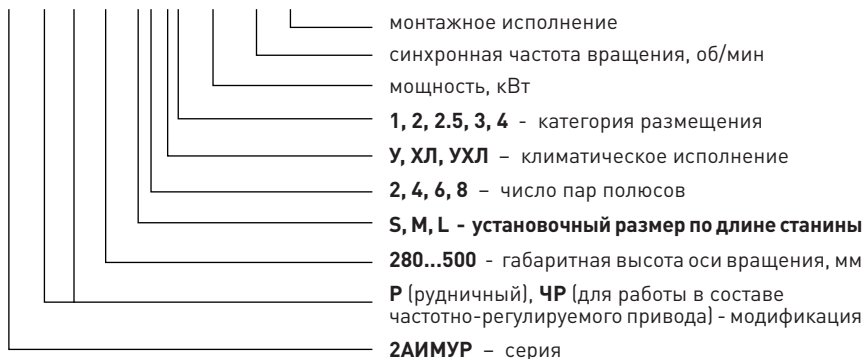 монтажное исполнение
синхронная частота вращения, об/мин
мощность, кВт
1, 2, 2.5, 3, 4 - категория размещения
У, ХЛ, УХЛ – климатическое исполнение
2, 4, 6, 8 – число пар полюсов
S, M, L - установочный размер по длине станины
280...500 - габаритная высота оси вращения, мм
Р (рудничный), ЧР (для работы в составе
частотно-регулируемого привода) - модификация
2АИМУР – серия